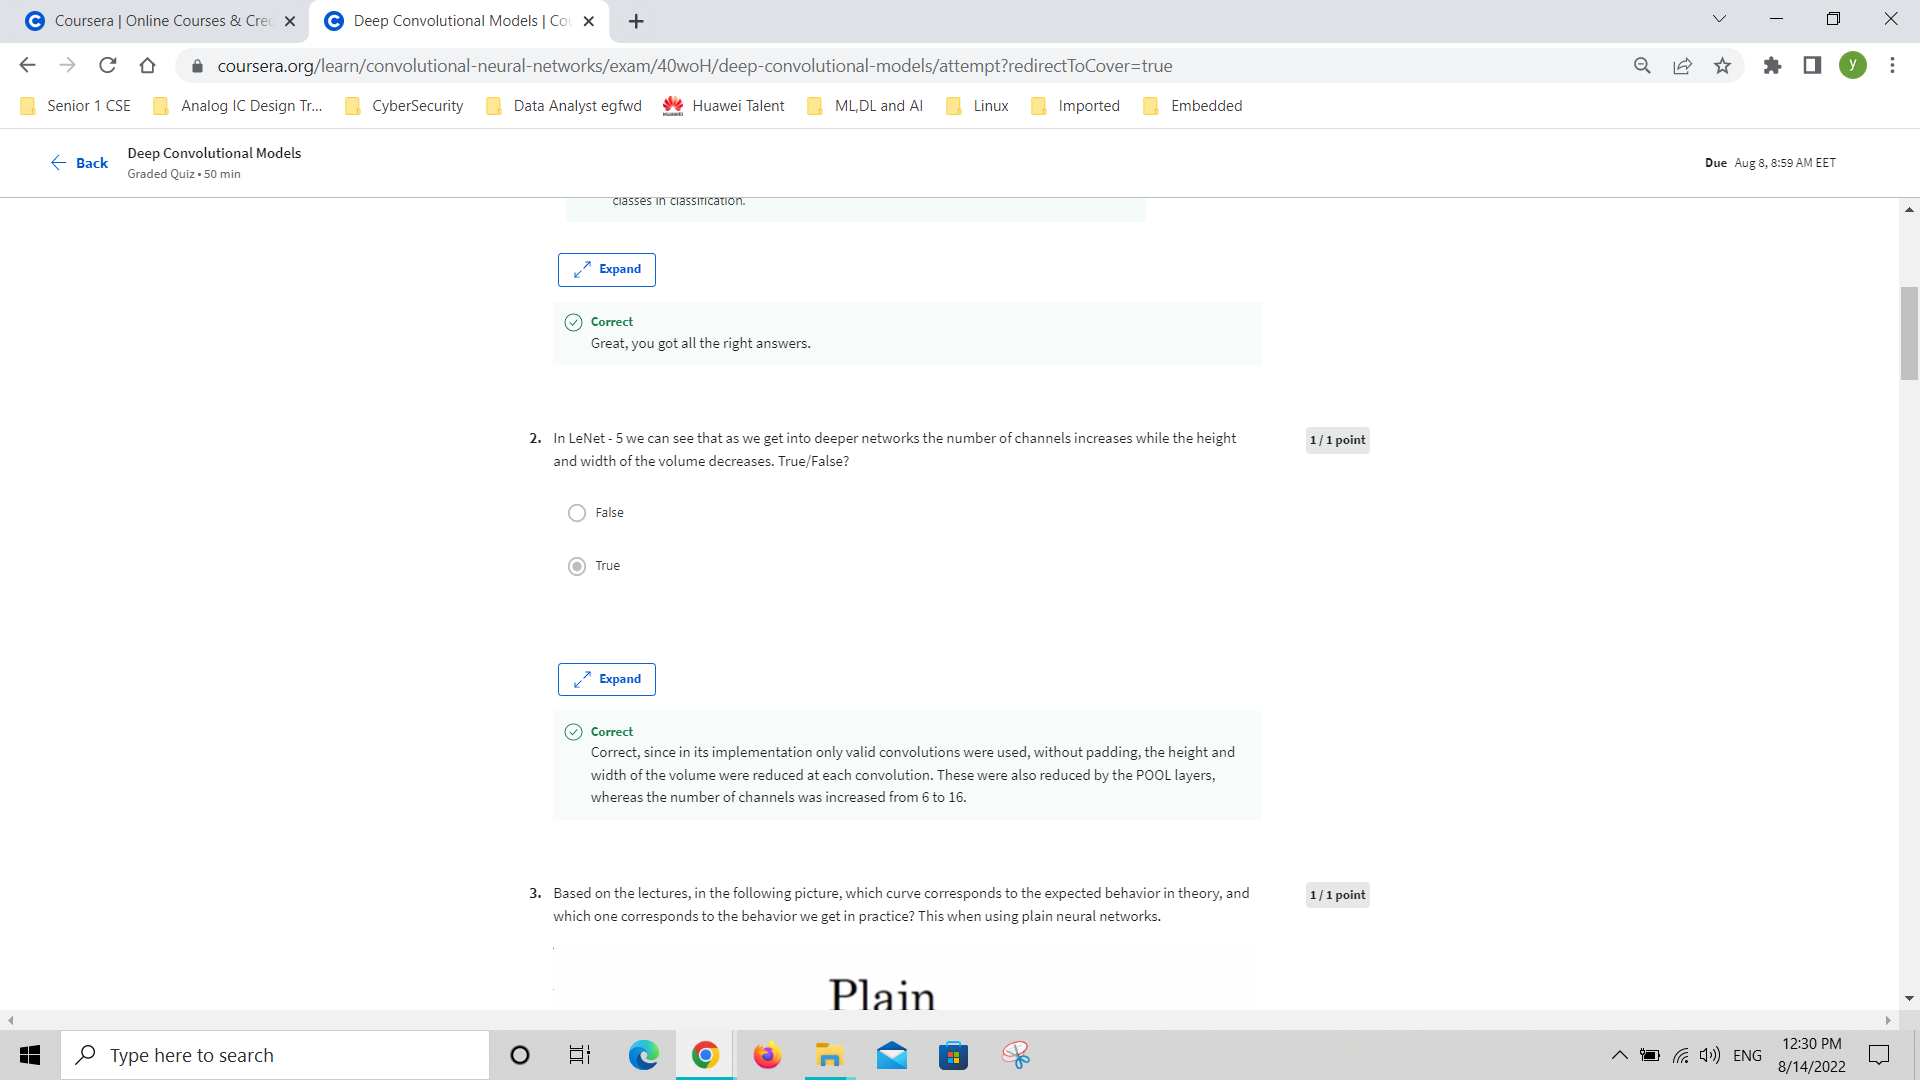 Coursera | Online Courses & Cre
Deep Convolutional Models | Co
coursera.org/learn/convolutional-neural-networks/exam/40woH/deep-convolutional-models/attempt?redirectToCover=true
y
Senior 1 CSE
Analog IC Design Tr...
CyberSecurity
Data Analyst egfwd
Huawei Talent
ML,DL and AI
Linux
Imported
Embedded
Back
Deep Convolutional Models
Graded Quiz • 50 min
Due Aug 8, 8:59 AM EET
classes in classification.
Expand
Correct
Great, you got all the right answers.
2. In LeNet - 5 we can see that as we get into deeper networks the number of channels increases while the height
and width of the volume decreases. True/False?
1 / 1 point
False
True
Expand
Correct
Correct, since in its implementation only valid convolutions were used, without padding, the height and
width of the volume were reduced at each convolution. These were also reduced by the POOL layers,
whereas the number of channels was increased from 6 to 16.
3. Based on the lectures, in the following picture, which curve corresponds to the expected behavior in theory, and
which one corresponds to the behavior we get in practice? This when using plain neural networks.
1 / 1 point
Plain
Type here to search
ENG
12:30 PM
8/14/2022